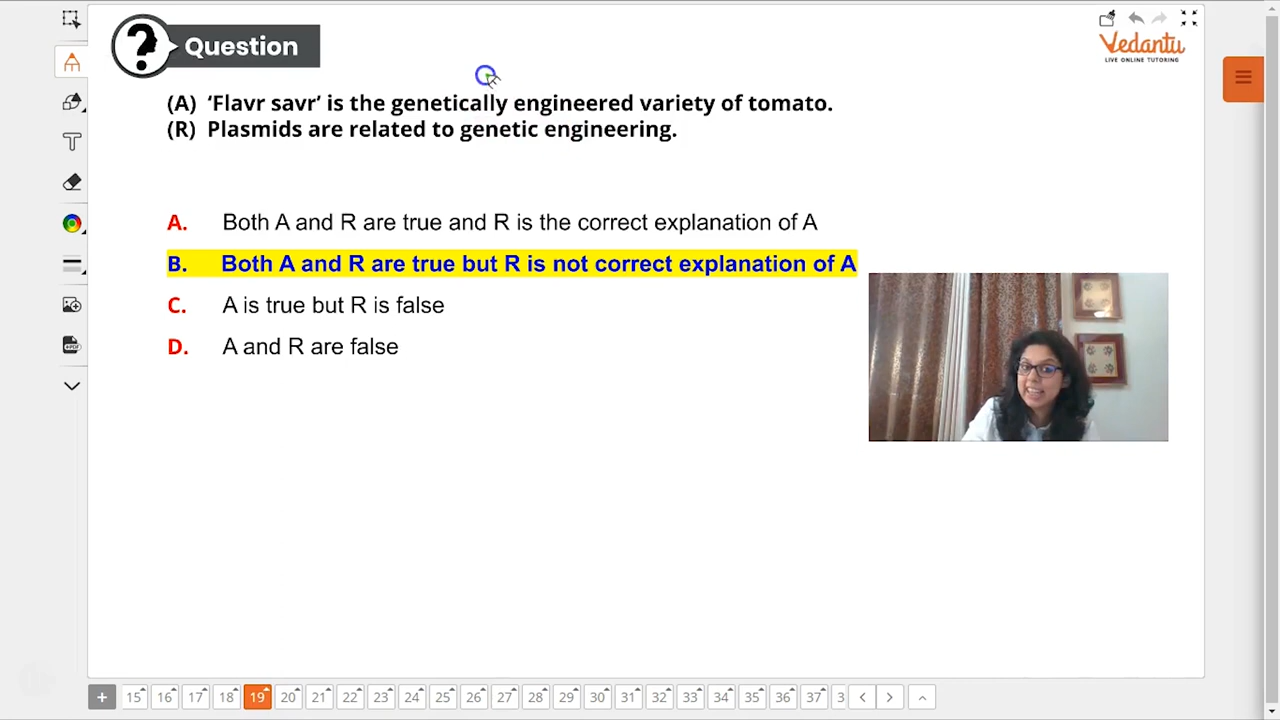 ? Question
Vedantu
LIVE ONLINE TUTORING
(A) ‘Flavr savr’ is the genetically engineered variety of tomato.
(R) Plasmids are related to genetic engineering.
A. Both A and R are true and R is the correct explanation of A
B. Both A and R are true but R is not correct explanation of A
C. A is true but R is false
D. A and R are false
+ 15 16 17 18 19 20 21 22 23 24 25 26 27 28 29 30 31 32 33 34 35 36 37 3